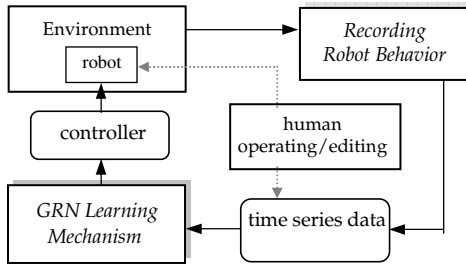 Environment
robot
Recording
Robot Behavior
controller
human
operating/editing
GRN Learning
Mechanism
time series data